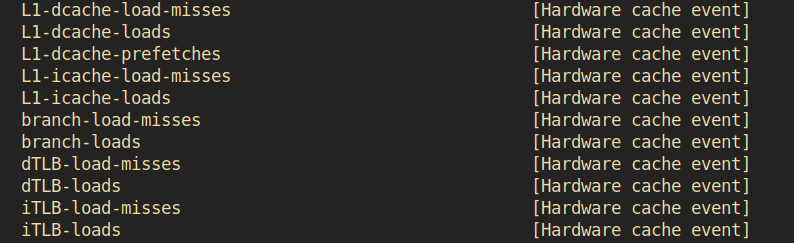 L1-dcache-load-misses [Hardware cache event]
L1-dcache-loads [Hardware cache event]
L1-dcache-prefetches [Hardware cache event]
L1-icache-load-misses [Hardware cache event]
L1-icache-loads [Hardware cache event]
branch-load-misses [Hardware cache event]
branch-loads [Hardware cache event]
dTLB-load-misses [Hardware cache event]
dTLB-loads [Hardware cache event]
iTLB-load-misses [Hardware cache event]
iTLB-loads [Hardware cache event]